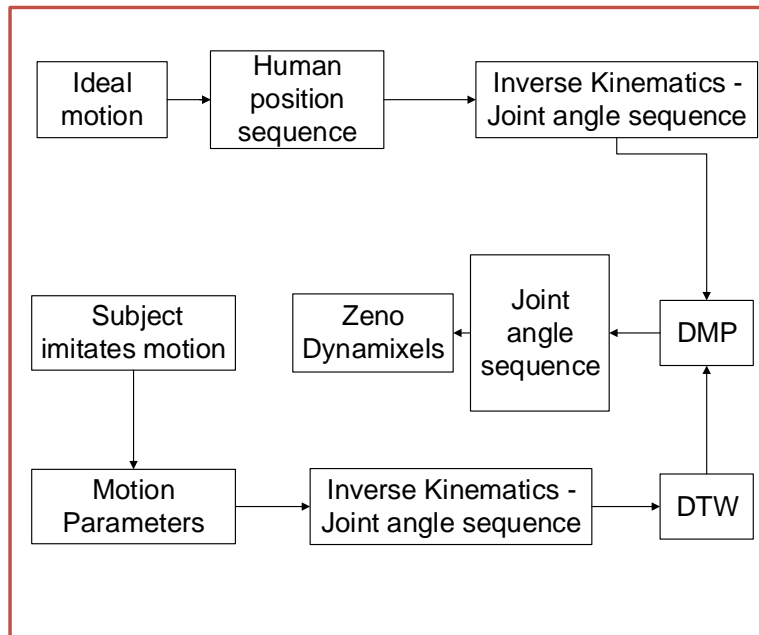 Ideal
motion
Human
position
sequence
Inverse Kinematics -
Joint angle sequence
Subject
imitates motion
Zeno
Dynamixels
Joint
angle
sequence
DMP
Motion
Parameters
Inverse Kinematics -
Joint angle sequence
DTW